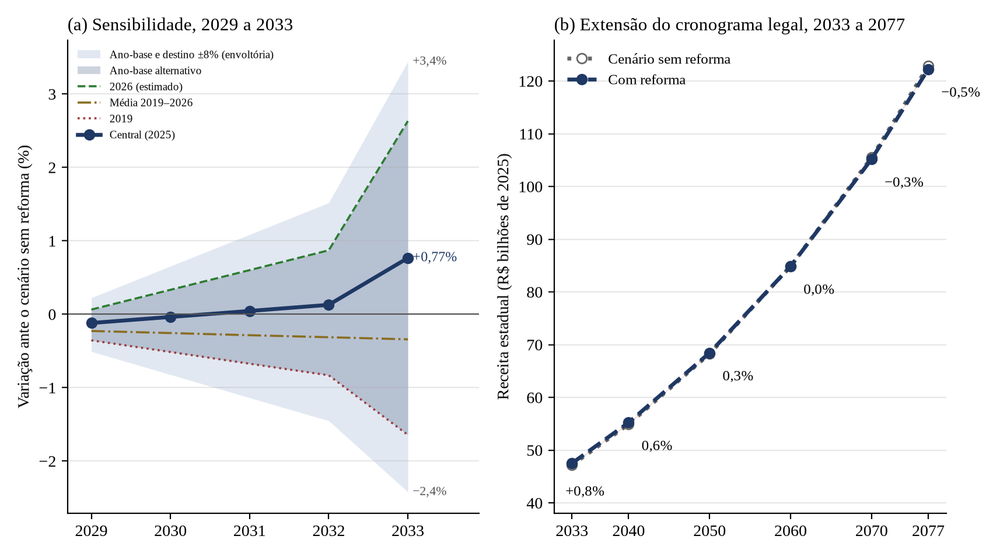 (a) Sensibilidade, 2029 a 2033
Ano-base e destino ±8% (envoltória)
Ano-base alternativo
2026 (estimado)
Média 2019–2026
2019
Central (2025)
Variação ante o cenário sem reforma (%)
3
2
1
0
−1
−2
+3,4%
+0,77%
−2,4%
2029 2030 2031 2032 2033
(b) Extensão do cronograma legal, 2033 a 2077
Cenário sem reforma
Com reforma
Receita estadual (R$ bilhões de 2025)
120
110
100
90
80
70
60
50
40
−0,5%
−0,3%
0,0%
0,3%
0,6%
+0,8%
2033 2040 2050 2060 2070 2077